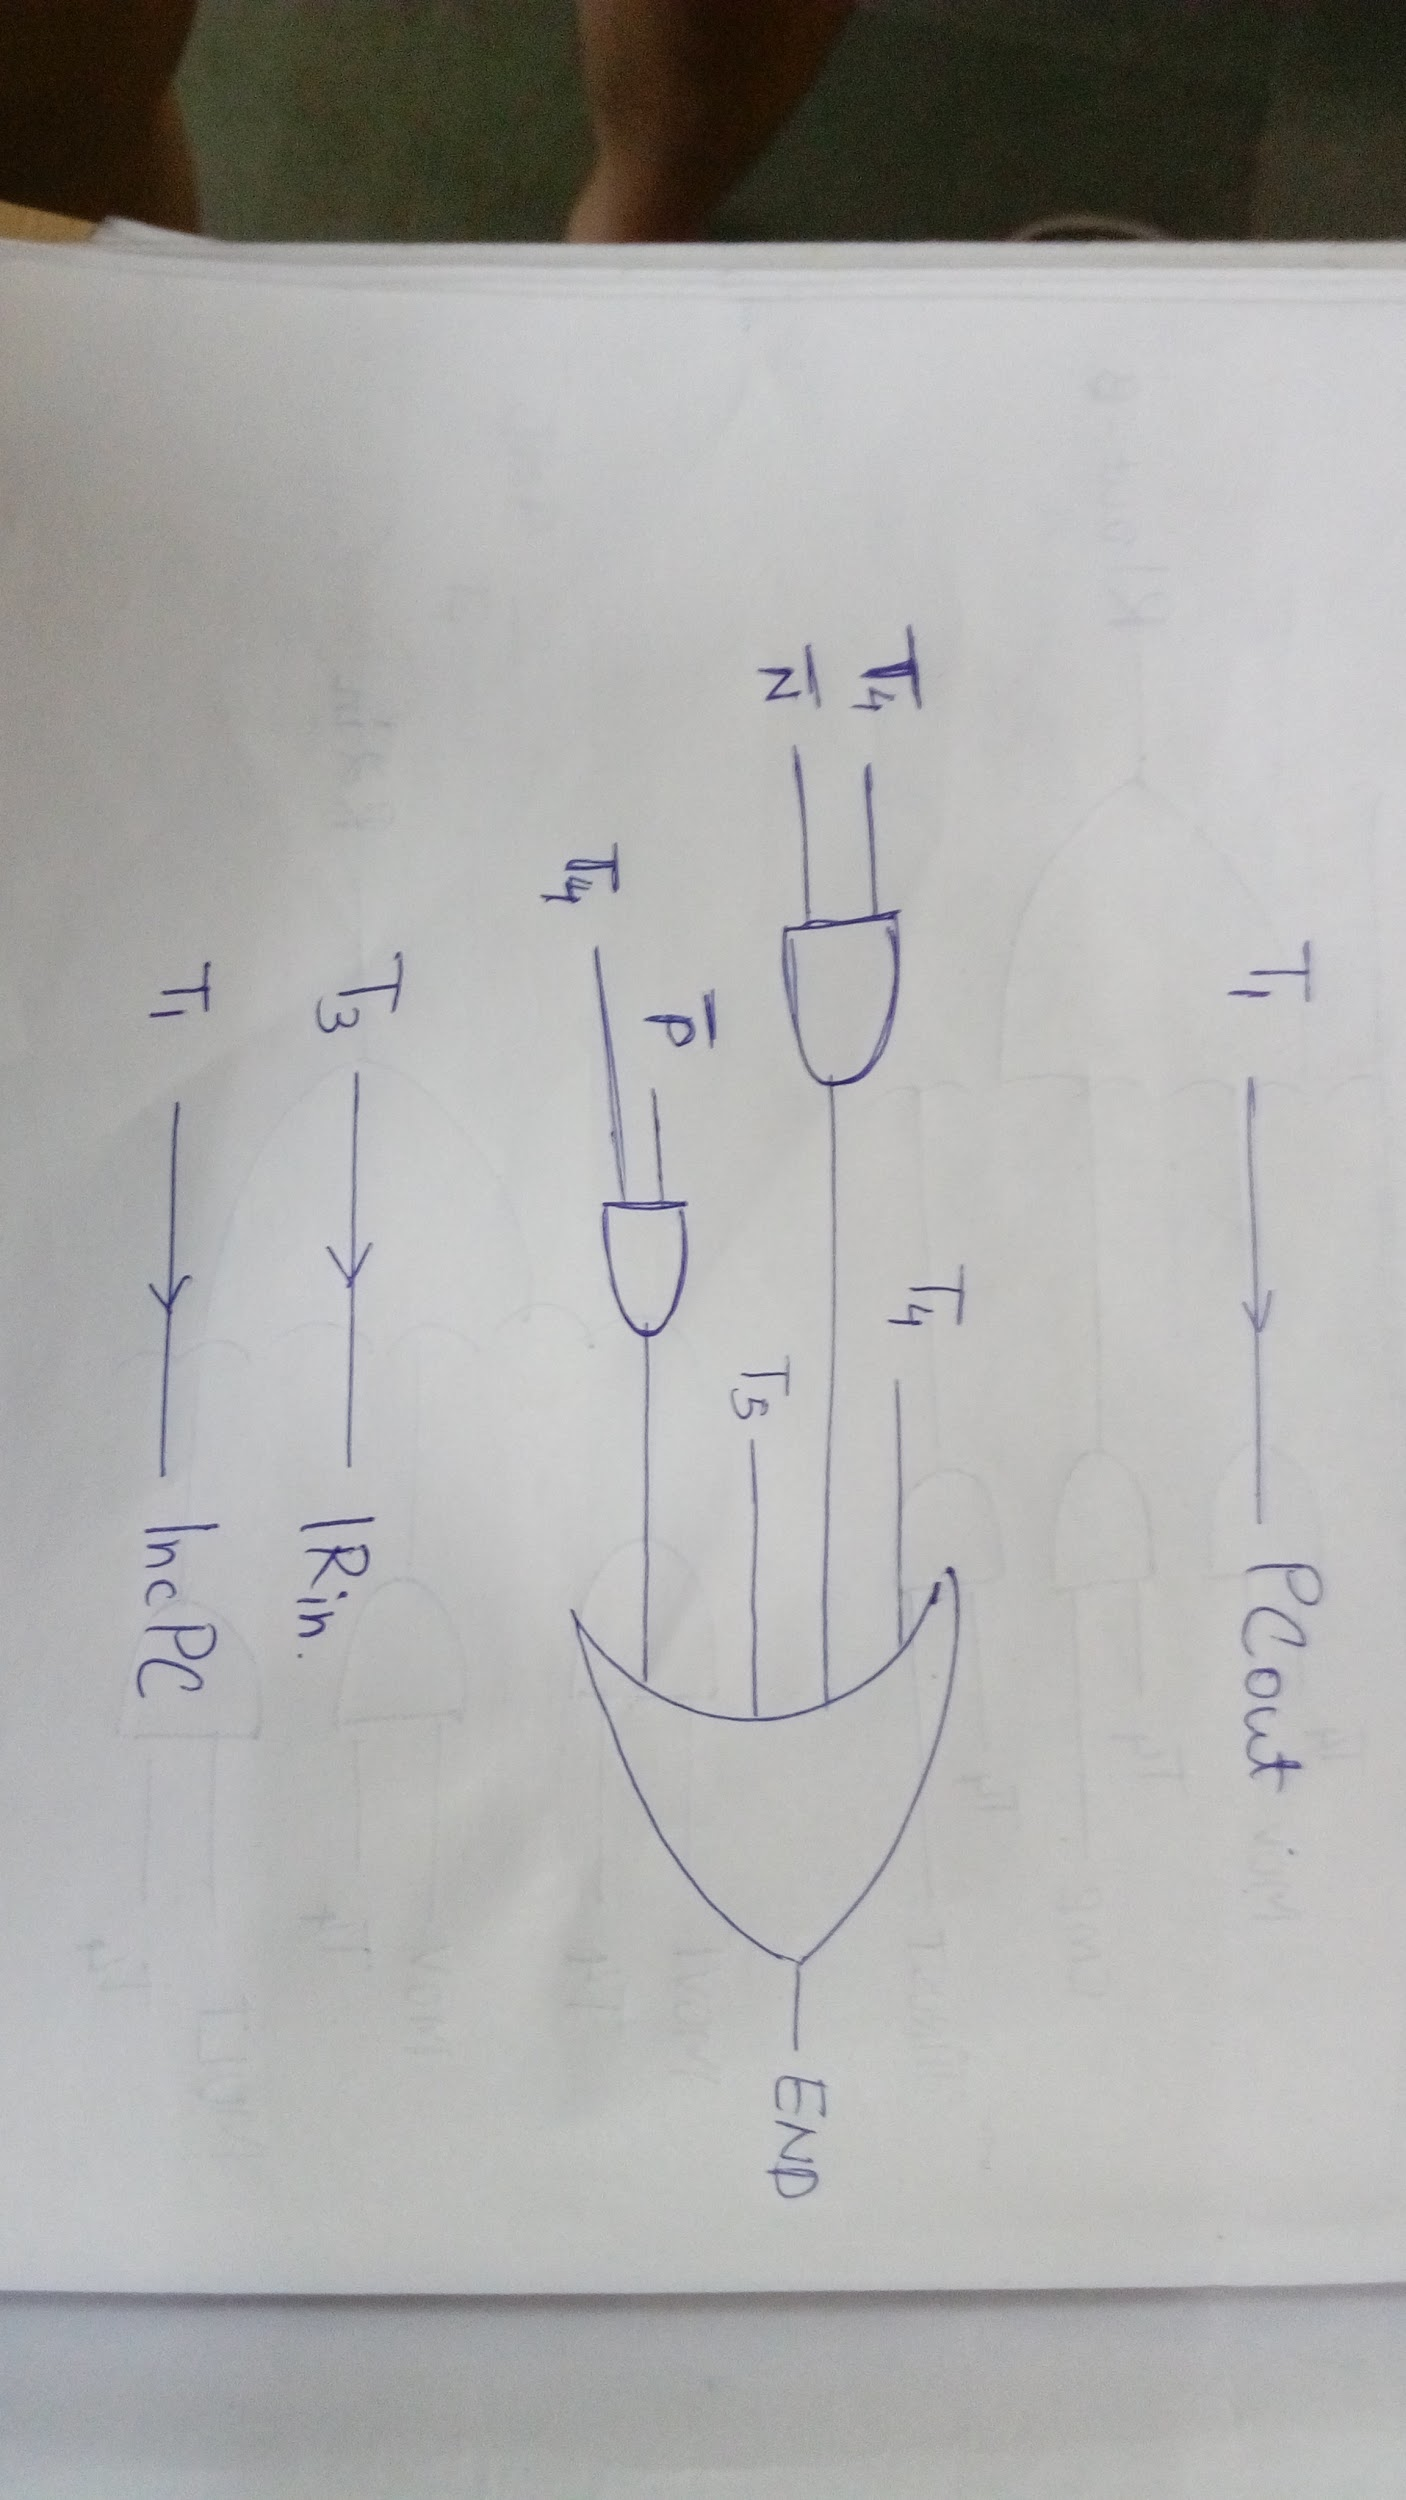 T1 PCout
T4
T4
N̅
T5
P̅
T4
END
T3 IRin.
T1 IncPC